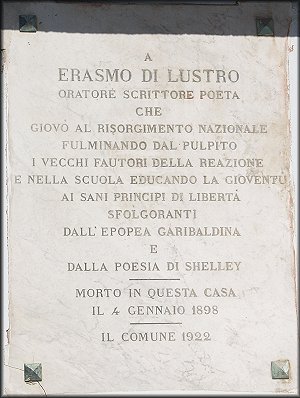 A
ERASMO DI LUSTRO
ORATORE SCRITTORE POETA
CHE
GIOVÒ AL RISORGIMENTO NAZIONALE
FULMINANDO DAL PULPITO
I VECCHI FAUTORI DELLA REAZIONE
E NELLA SCUOLA EDUCANDO LA GIOVENTÙ
AI SANI PRINCIPI DI LIBERTÀ
SFOLGORANTI
DALL'EPOPEA GARIBALDINA
E
DALLA POESIA DI SHELLEY
MORTO IN QUESTA CASA
IL 4 GENNAIO 1898
IL COMUNE 1922